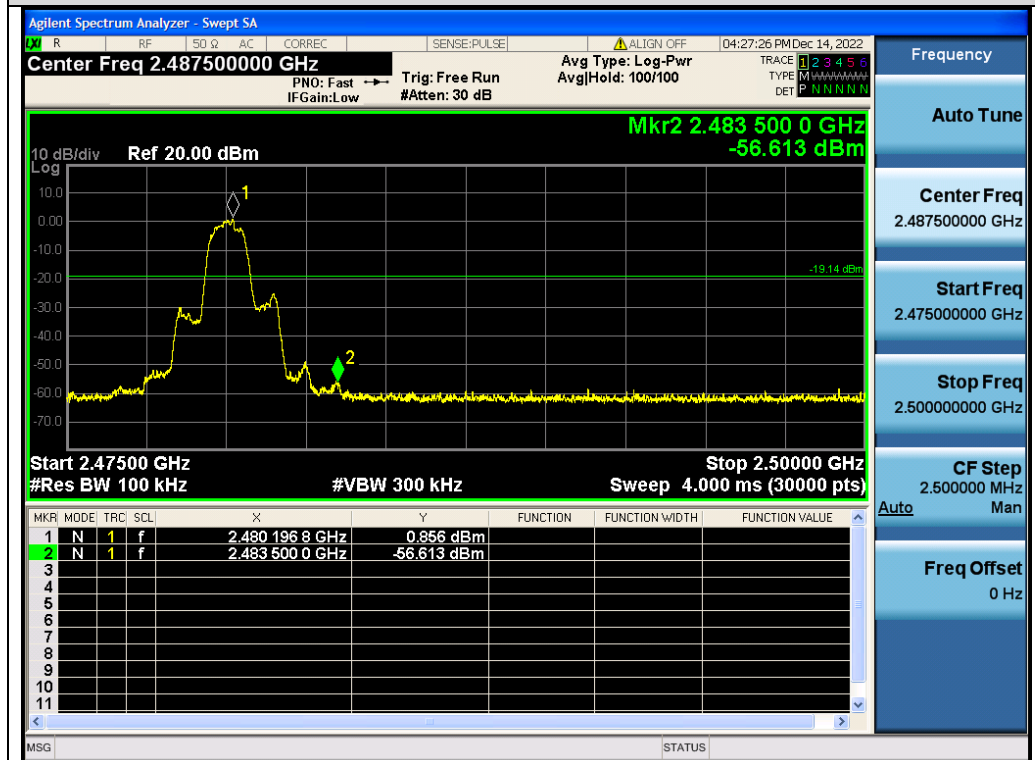 Agilent Spectrum Analyzer - Swept SA
LXI R RF 50 Ω AC CORREC SENSE:PULSE ALIGN OFF 04:27:26 PM Dec 14, 2022
Center Freq 2.487500000 GHz
PNO: Fast
IFGain:Low
Trig: Free Run
#Atten: 30 dB
Avg Type: Log-Pwr
Avg|Hold: 100/100
TRACE 1 2 3 4 5 6
TYPE M WWWWW
DET P N N N N N
Mkr2 2.483 500 0 GHz
-56.613 dBm
10 dB/div Ref 20.00 dBm
Log
10.0
0.00
-10.0
-20.0
-30.0
-40.0
-50.0
-60.0
-70.0
1
2
-19.14 dBm
Start 2.47500 GHz Stop 2.50000 GHz
#Res BW 100 kHz #VBW 300 kHz Sweep 4.000 ms (30000 pts)
MKR MODE TRC SCL X Y FUNCTION FUNCTION WIDTH FUNCTION VALUE
1 N 1 f 2.480 196 8 GHz 0.856 dBm
2 N 1 f 2.483 500 0 GHz -56.613 dBm
3
4
5
6
7
8
9
10
11
MSG STATUS
Frequency
Auto Tune
Center Freq
2.487500000 GHz
Start Freq
2.475000000 GHz
Stop Freq
2.500000000 GHz
CF Step
2.500000 MHz
Auto Man
Freq Offset
0 Hz